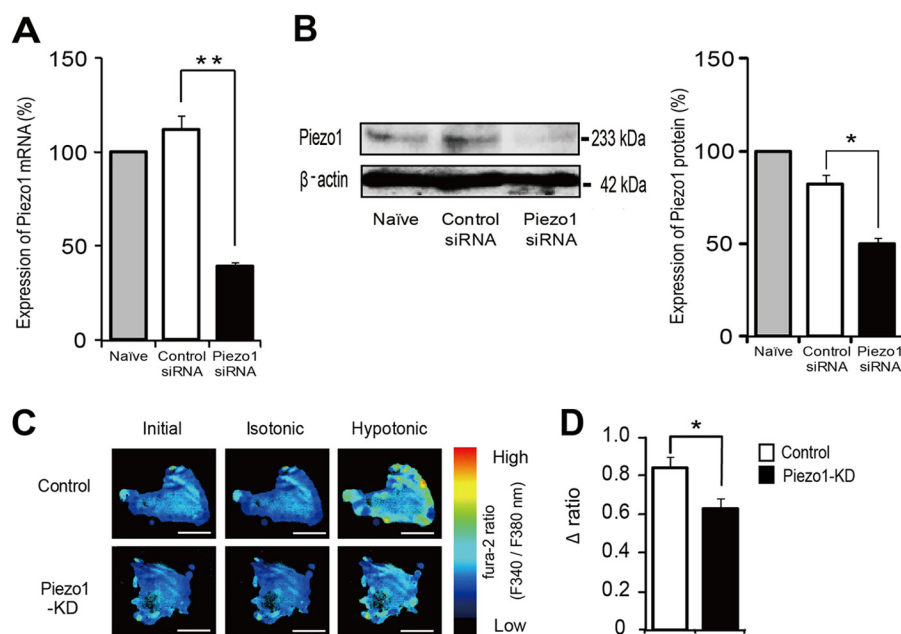 A
Expression of Piezo1 mRNA (%)
150
100
50
0
**
Naïve
Control
siRNA
Piezo1
siRNA
B
Piezo1
233 kDa
β-actin
42 kDa
Naïve
Control
siRNA
Piezo1
siRNA
Expression of Piezo1 protein (%)
150
100
50
0
*
Naïve
Control
siRNA
Piezo1
siRNA
C
Initial
Isotonic
Hypotonic
Control
Piezo1
-KD
High
fura-2 ratio
(F340 / F380 nm)
Low
D
Δ ratio
1.0
0.8
0.6
0.4
0.2
0
*
Control
Piezo1-KD